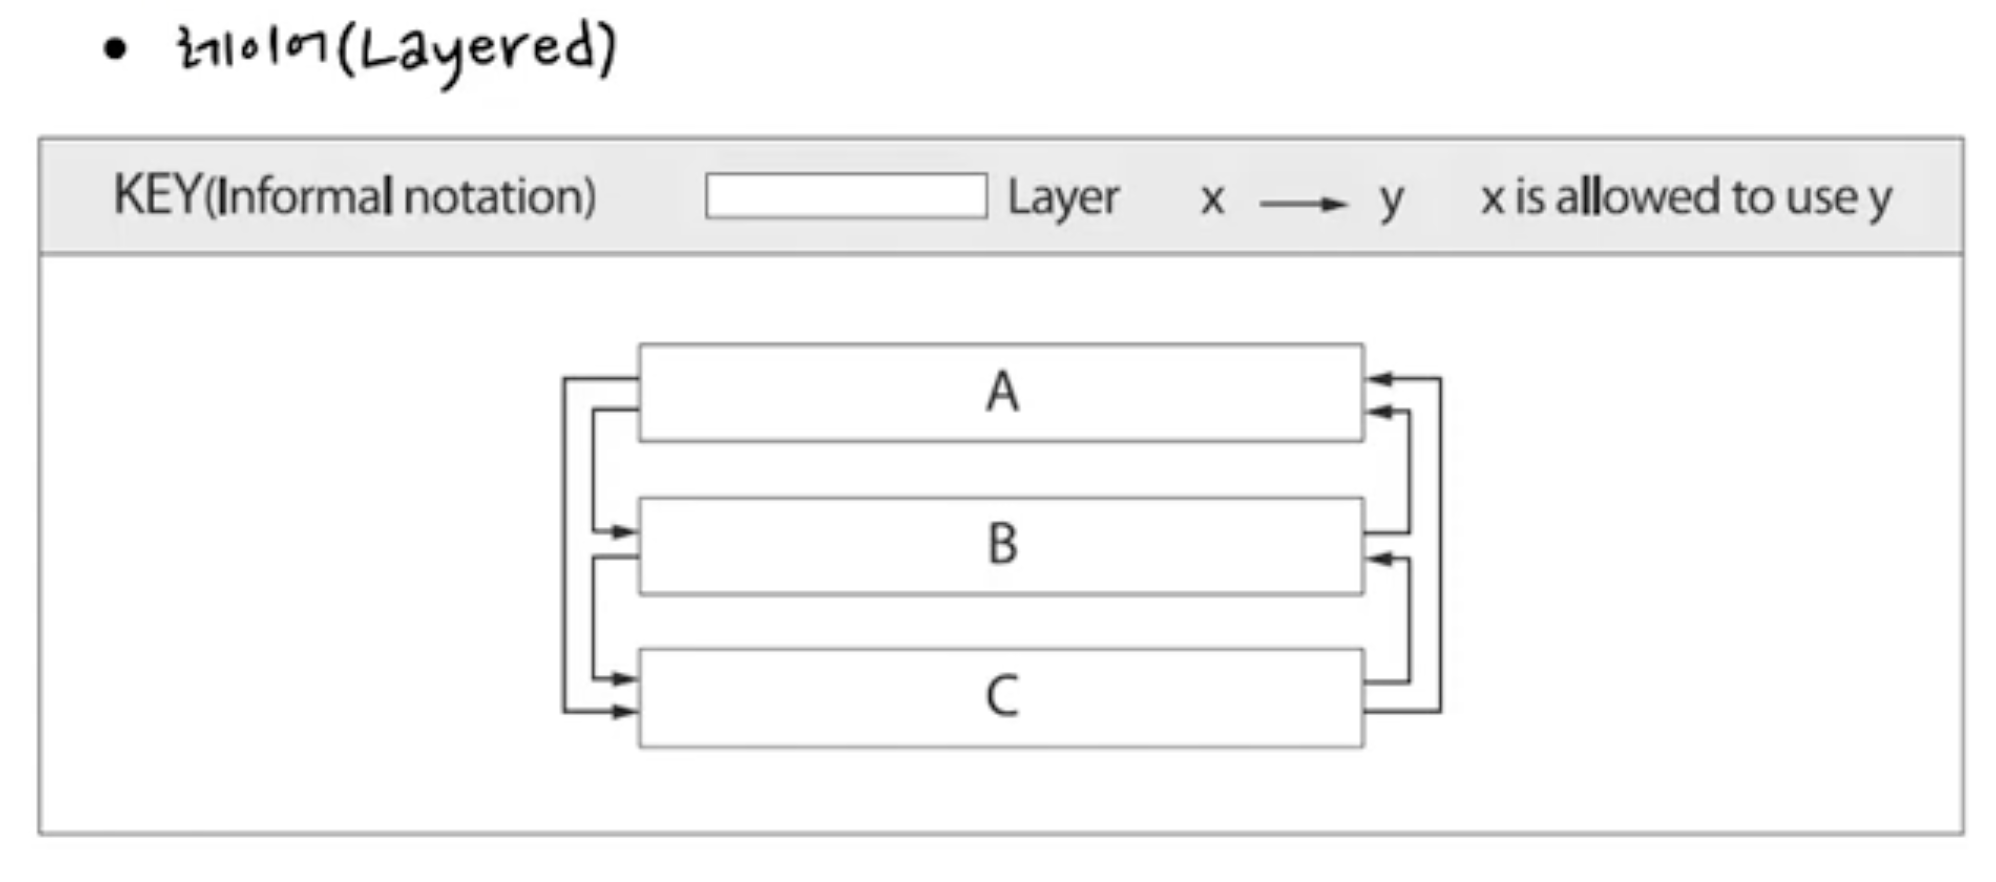 • 레이어(Layered)
KEY(Informal notation) Layer x → y x is allowed to use y
A
B
C